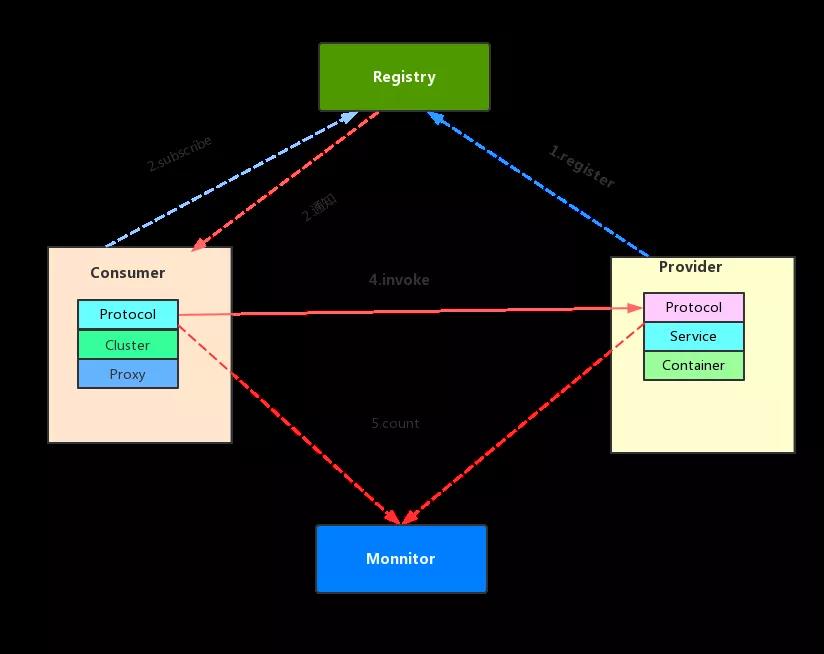 Registry
2.subscribe
1.register
2.通知
Consumer
Provider
4.invoke
Protocol
Cluster
Proxy
Protocol
Service
Container
5.count
Monnitor